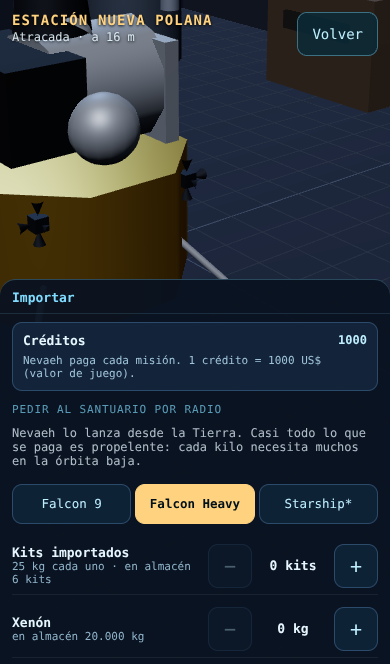 ESTACIÓN NUEVA POLANA
Atracada · a 16 m
Volver
Importar
Créditos
1000
Nevaeh paga cada misión. 1 crédito = 1000 US$
(valor de juego).
PEDIR AL SANTUARIO POR RADIO
Nevaeh lo lanza desde la Tierra. Casi todo lo que
se paga es propelente: cada kilo necesita muchos
en la órbita baja.
Falcon 9
Falcon Heavy
Starship*
Kits importados
25 kg cada uno · en almacén
6 kits
−
0 kits
+
Xenón
en almacén 20.000 kg
−
0 kg
+